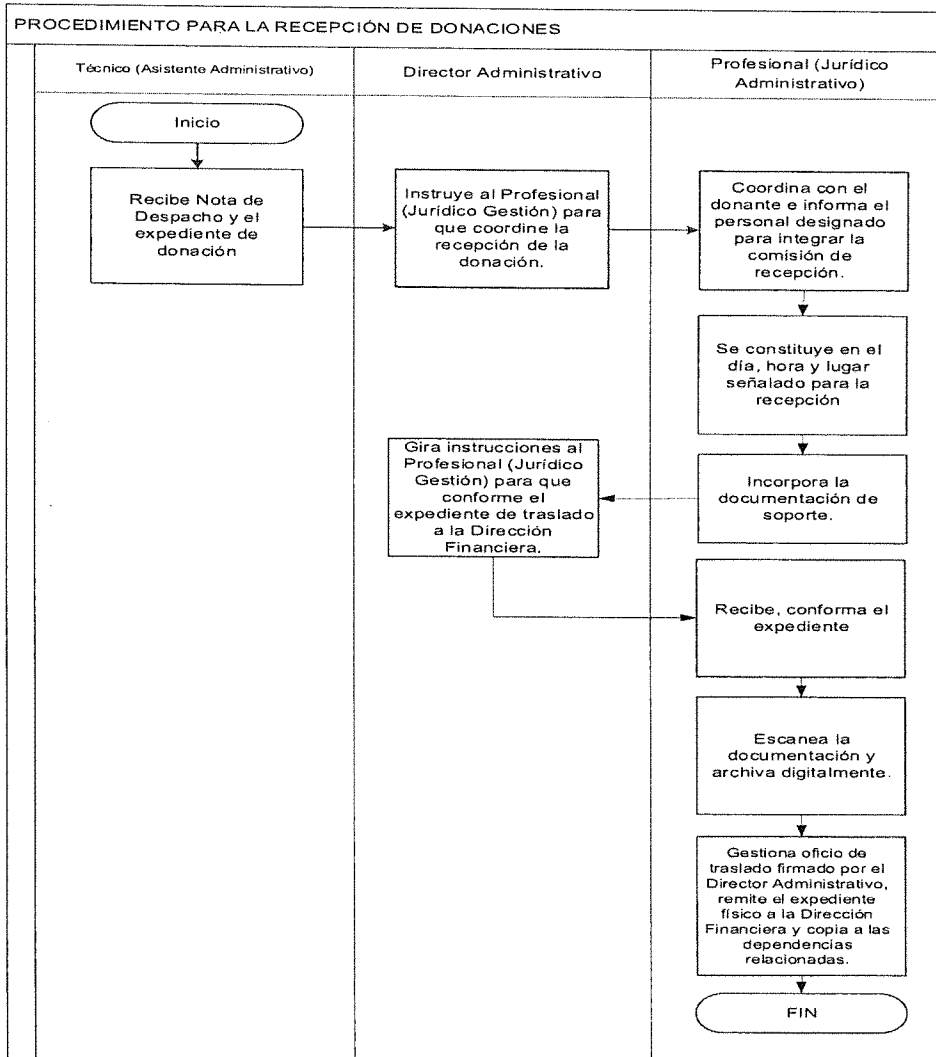 PROCEDIMIENTO PARA LA RECEPCIÓN DE DONACIONES
Técnico (Asistente Administrativo)
Director Administrativo
Profesional (Jurídico
Administrativo)
Inicio
Recibe Nota de
Despacho y el
expediente de
donación
Instruye al Profesional
(Jurídico Gestión) para
que coordine la
recepción de la
donación.
Coordina con el
donante e informa el
personal designado
para integrar la
comisión de
recepción.
Se constituye en el
día, hora y lugar
señalado para la
recepción
Incorpora la
documentación de
soporte.
Gira instrucciones al
Profesional (Jurídico
Gestión) para que
conforme el
expediente de traslado
a la Dirección
Financiera.
Recibe, conforma el
expediente
Escanea la
documentación y
archiva digitalmente.
Gestiona oficio de
traslado firmado por el
Director Administrativo,
remite el expediente
físico a la Dirección
Financiera y copia a las
dependencias
relacionadas.
FIN